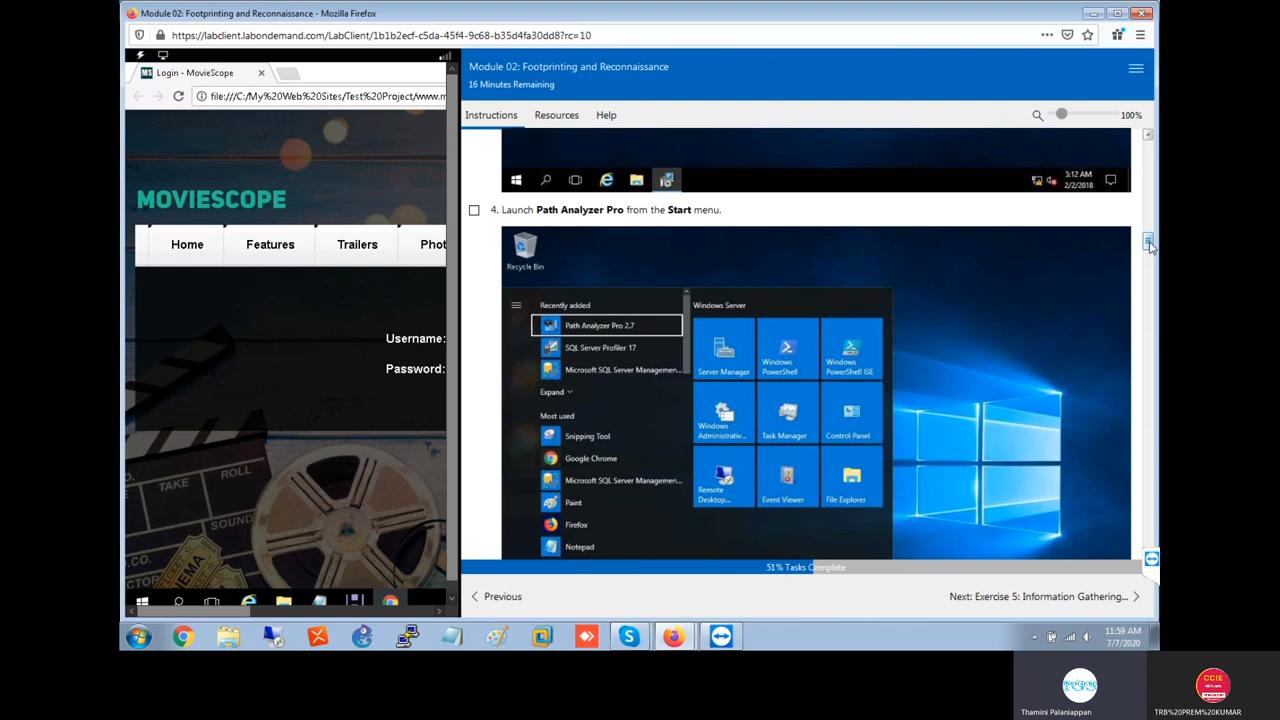 Module 02: Footprinting and Reconnaissance - Mozilla Firefox
https://labclient.labondemand.com/LabClient/1b1b2ecf-c5da-45f4-9c68-b35d4fa30dd8?rc=10
Login - MovieScope
file:///C:/My%20Web%20Sites/Test%20Project/www.m
MOVIESCOPE
Home Features Trailers Phot
Username:
Password:
Module 02: Footprinting and Reconnaissance
16 Minutes Remaining
Instructions Resources Help 100%
3:12 AM
2/2/2018
4. Launch Path Analyzer Pro from the Start menu.
Recycle Bin
Recently added
Path Analyzer Pro 2.7
SQL Server Profiler 17
Microsoft SQL Server Managemen...
Expand
Most used
Snipping Tool
Google Chrome
Microsoft SQL Server Managemen...
Paint
Firefox
Notepad
Windows Server
Server Manager
Windows PowerShell
Windows PowerShell ISE
Windows Administrativ...
Task Manager
Control Panel
Remote Desktop...
Event Viewer
File Explorer
51% Tasks Complete
Previous
Next: Exercise 5: Information Gathering...
11:59 AM
7/7/2020
Thamini Palaniappan
CCIE
TRB%20PREM%20KUMAR